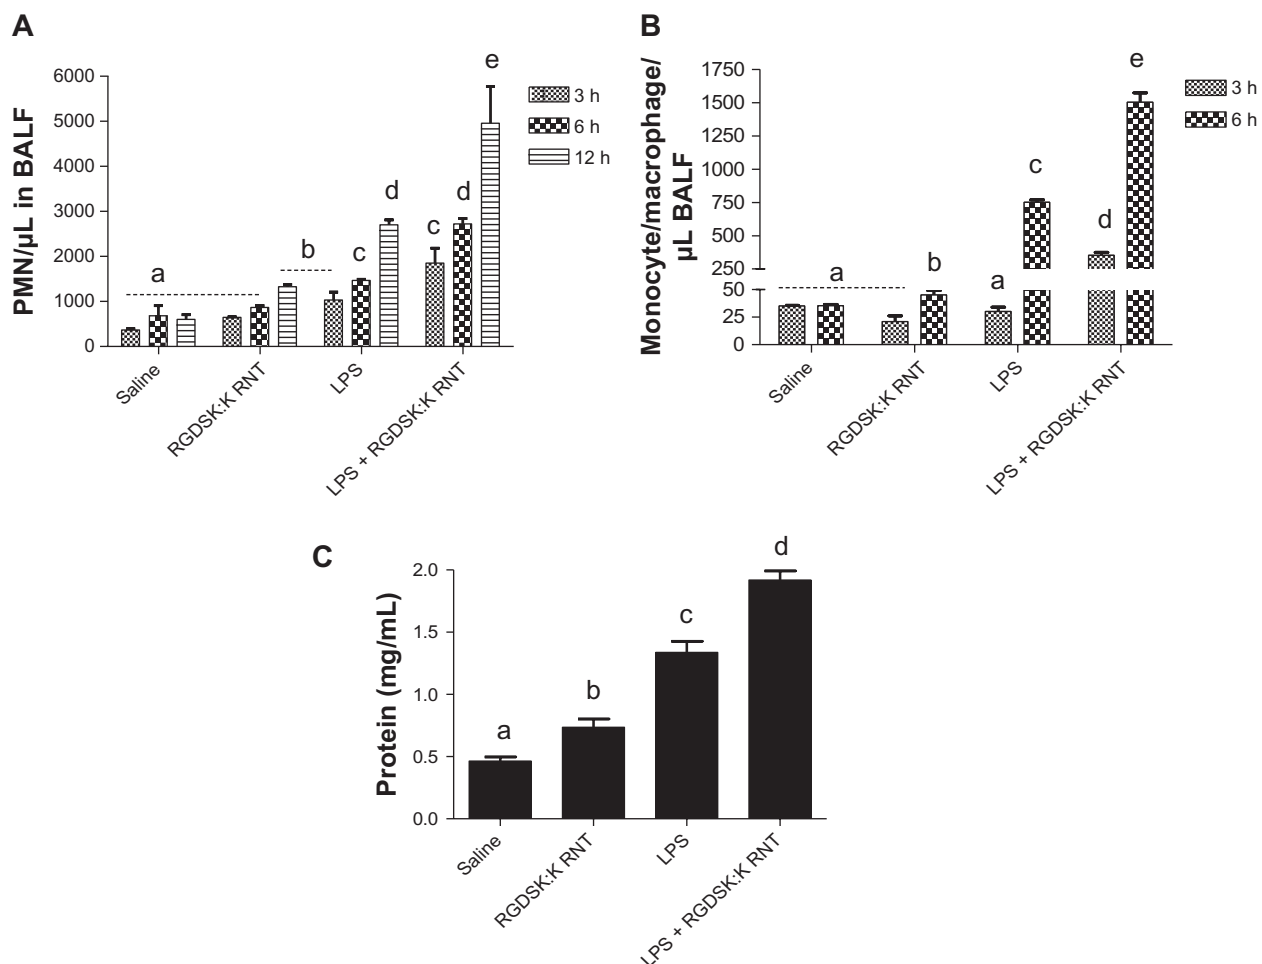 A
PMN/µL in BALF
6000
5000
4000
3000
2000
1000
0
a
b
c
d
c
d
e
3 h
6 h
12 h
Saline
RGDSK:K RNT
LPS
LPS + RGDSK:K RNT
B
Monocyte/macrophage/
µL BALF
1750
1500
1250
1000
750
500
250
50
25
0
a
b
a
c
d
e
3 h
6 h
Saline
RGDSK:K RNT
LPS
LPS + RGDSK:K RNT
C
Protein (mg/mL)
2.0
1.5
1.0
0.5
0.0
a
b
c
d
Saline
RGDSK:K RNT
LPS
LPS + RGDSK:K RNT